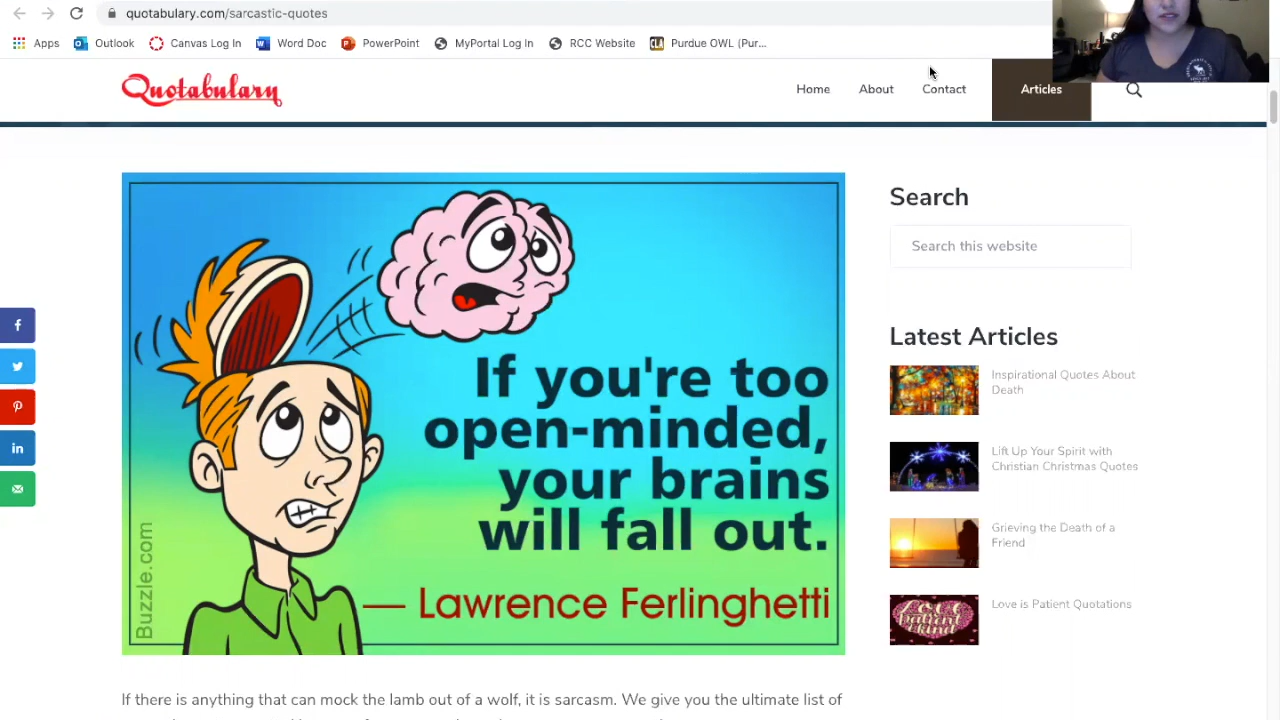 quotabulary.com/sarcastic-quotes
Apps Outlook Canvas Log In Word Doc PowerPoint MyPortal Log In RCC Website Purdue OWL (Pur...
Quotabulary
Home About Contact Articles
If you're too
open-minded,
your brains
will fall out.
— Lawrence Ferlinghetti
Buzzle.com
If there is anything that can mock the lamb out of a wolf, it is sarcasm. We give you the ultimate list of
Search
Search this website
Latest Articles
Inspirational Quotes About
Death
Lift Up Your Spirit with
Christian Christmas Quotes
Grieving the Death of a
Friend
Love is Patient Quotations